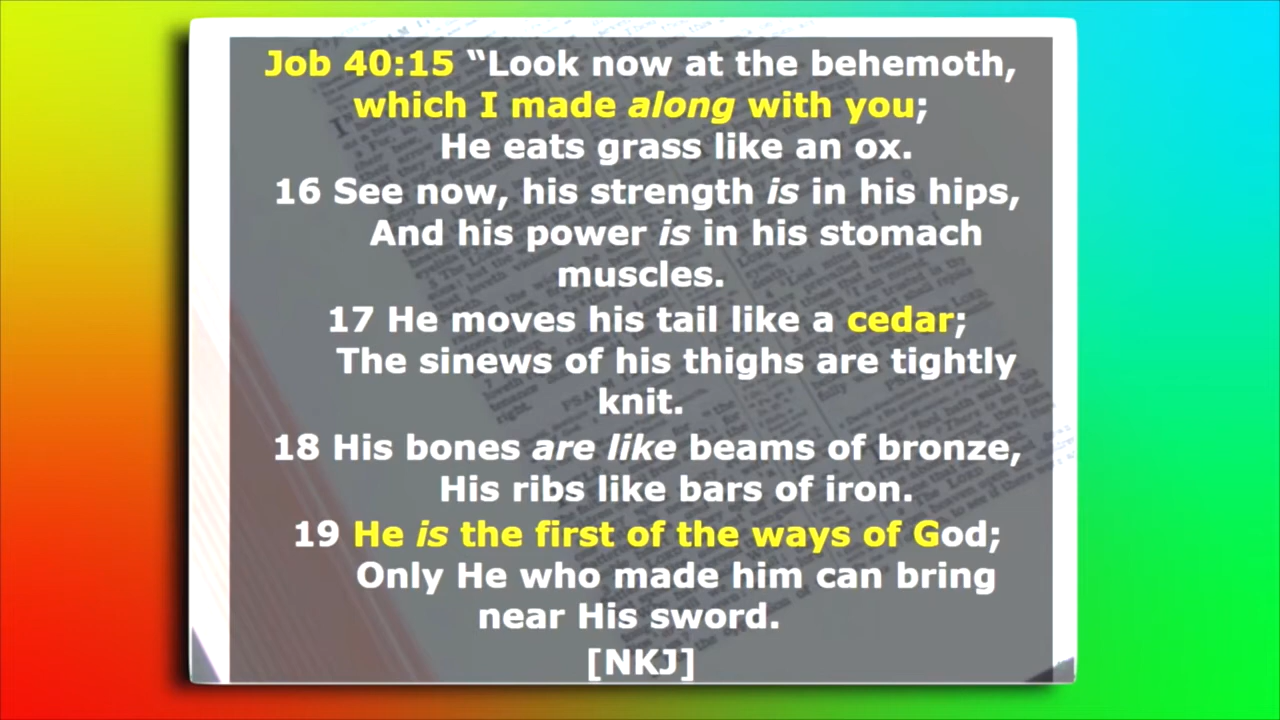 Job 40:15 “Look now at the behemoth,
which I made along with you;
He eats grass like an ox.
16 See now, his strength is in his hips,
And his power is in his stomach
muscles.
17 He moves his tail like a cedar;
The sinews of his thighs are tightly
knit.
18 His bones are like beams of bronze,
His ribs like bars of iron.
19 He is the first of the ways of God;
Only He who made him can bring
near His sword.
[NKJ]